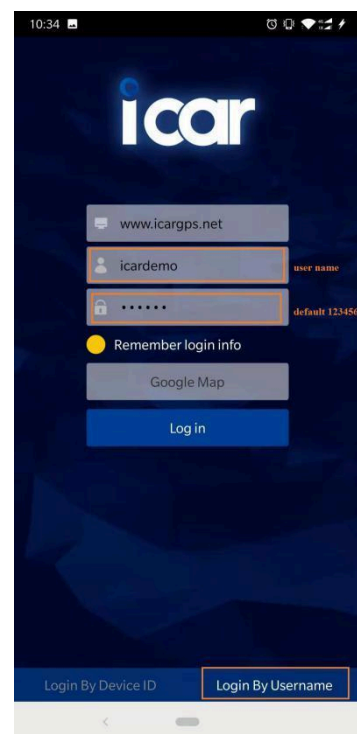 10:34
icar
www.icargps.net
icardemo
user name
••••••
default 123456
Remember login info
Google Map
Log in
Login By Device ID
Login By Username